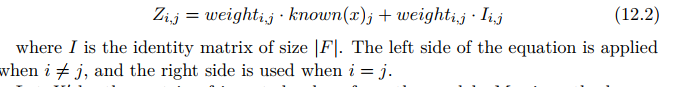 Z_{i,j} = weight_{i,j} · known(x)_j + weight_{i,j} · I_{i,j} (12.2)
where I is the identity matrix of size |F|. The left side of the equation is applied
when i ≠ j, and the right side is used when i = j.